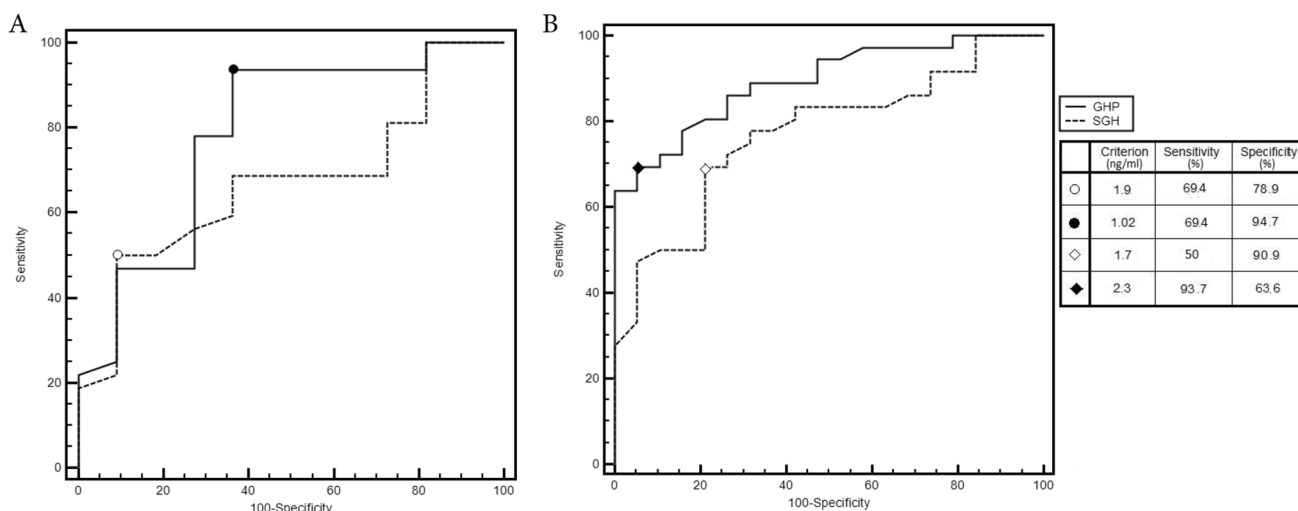 A
B
100
80
60
40
20
0
Sensitivity
0 20 40 60 80 100
100-Specificity
100
80
60
40
20
0
Sensitivity
0 20 40 60 80 100
100-Specificity
GHP
SGH
Criterion (ng/ml) Sensitivity (%) Specificity (%)
1.9 69.4 78.9
1.02 69.4 94.7
1.7 50 90.9
2.3 93.7 63.6